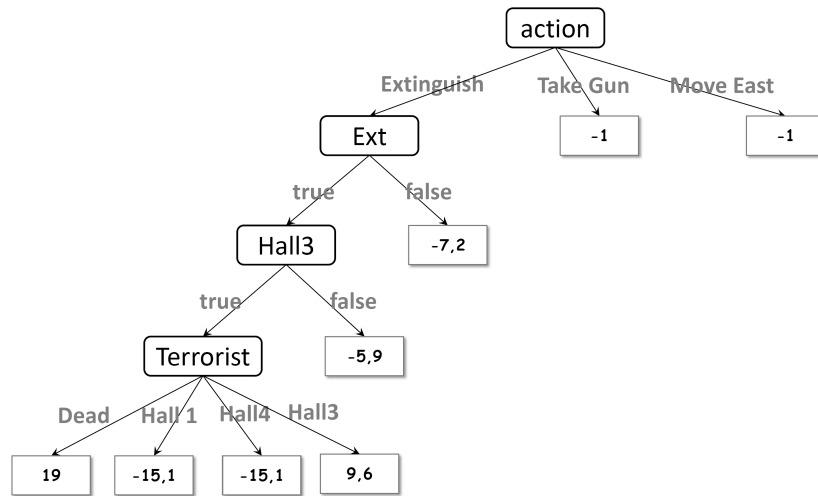 action
Extinguish
Take Gun
Move East
Ext
-1
-1
true
false
Hall3
-7,2
true
false
Terrorist
-5,9
Dead
Hall 1
Hall4
Hall3
19
-15,1
-15,1
9,6